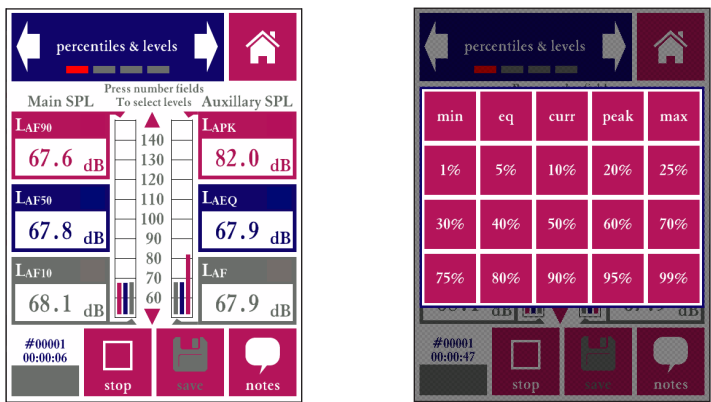 percentiles & levels
Press number fields
To select levels
Main SPL
Auxillary SPL
LAF90
67.6 dB
LAF50
67.8 dB
LAF10
68.1 dB
140
130
120
110
100
90
80
70
60
LAPK
82.0 dB
LAEQ
67.9 dB
LAF
67.9 dB
#00001
00:00:06
stop
save
notes
percentiles & levels
min eq curr peak max
1% 5% 10% 20% 25%
30% 40% 50% 60% 70%
75% 80% 90% 95% 99%
#00001
00:00:47
stop
save
notes